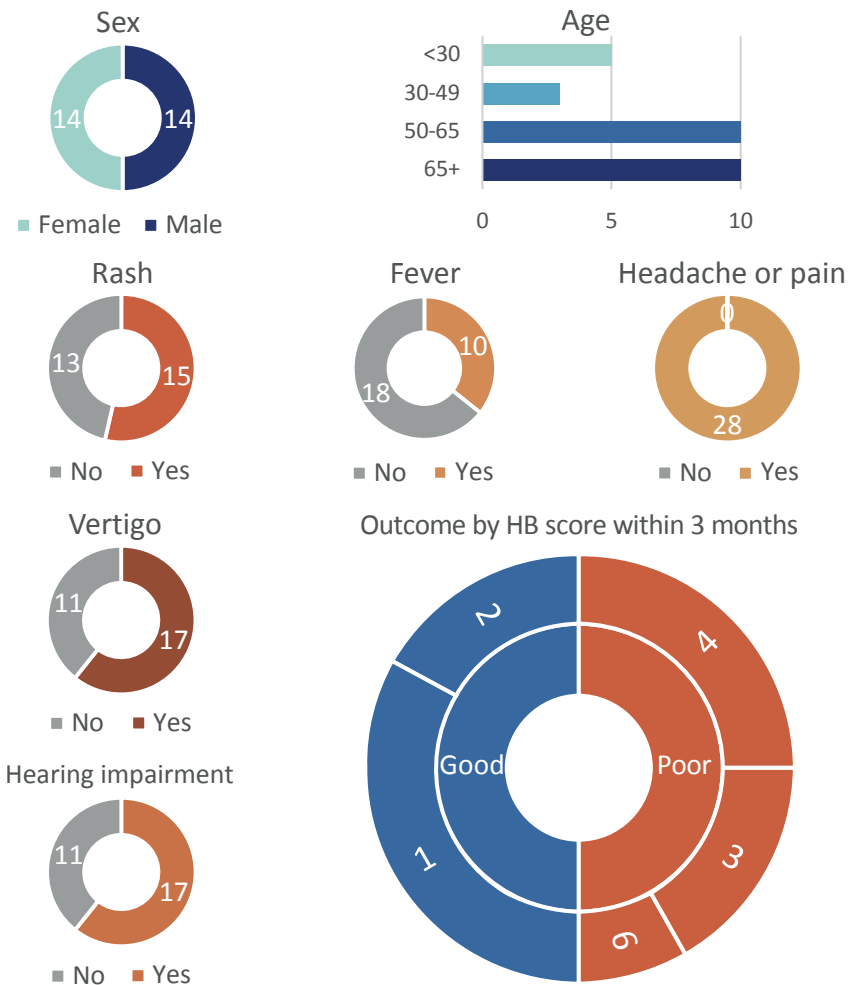 Sex
14
14
Female Male
Age
<30
30-49
50-65
65+
0 5 10
Rash
13
15
No Yes
Fever
10
18
No Yes
Headache or pain
0
28
No Yes
Vertigo
11
17
No Yes
Outcome by HB score within 3 months
2
4
Good Poor
1
3
6
Hearing impairment
11
17
No Yes